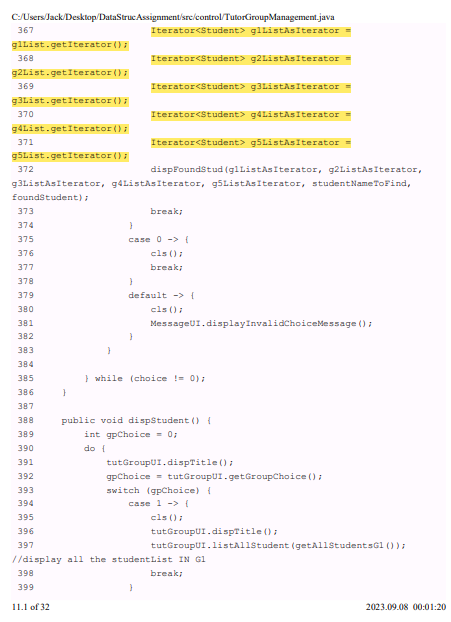 C:/Users/Jack/Desktop/DataStrucAssignment/src/control/TutorGroupManagement.java
367 Iterator<Student> g1ListAsIterator =
g1List.getIterator();
368 Iterator<Student> g2ListAsIterator =
g2List.getIterator();
369 Iterator<Student> g3ListAsIterator =
g3List.getIterator();
370 Iterator<Student> g4ListAsIterator =
g4List.getIterator();
371 Iterator<Student> g5ListAsIterator =
g5List.getIterator();
372 dispFoundStud(g1ListAsIterator, g2ListAsIterator,
g3ListAsIterator, g4ListAsIterator, g5ListAsIterator, studentNameToFind,
foundStudent);
373 break;
374 }
375 case 0 -> {
376 cls();
377 break;
378 }
379 default -> {
380 cls();
381 MessageUI.displayInvalidChoiceMessage();
382 }
383 }
384
385 } while (choice != 0);
386 }
387
388 public void dispStudent() {
389 int gpChoice = 0;
390 do {
391 tutGroupUI.dispTitle();
392 gpChoice = tutGroupUI.getGroupChoice();
393 switch (gpChoice) {
394 case 1 -> {
395 cls();
396 tutGroupUI.dispTitle();
397 tutGroupUI.listAllStudent(getAllStudentsG1());
//display all the studentList IN G1
398 break;
399 }
11.1 of 32 2023.09.08 00:01:20